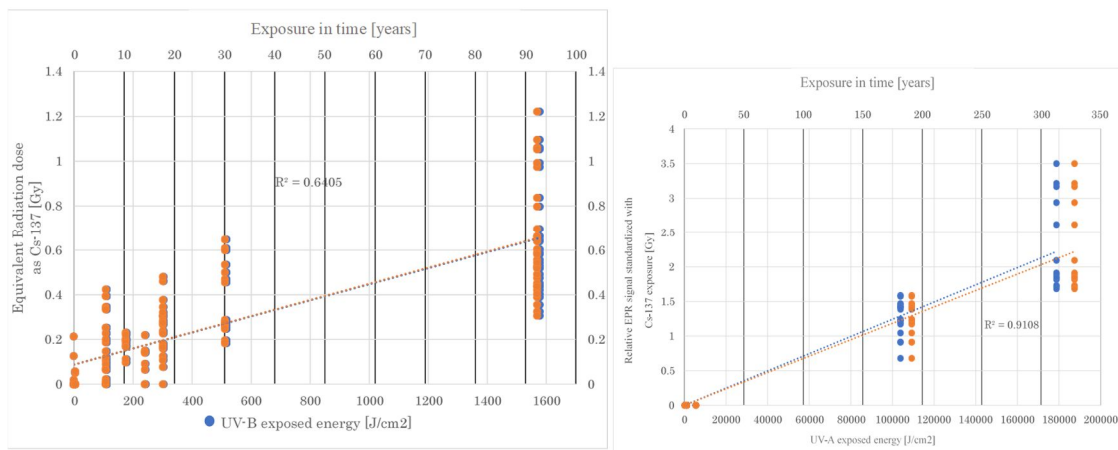 Exposure in time [years]
0 10 20 30 40 50 60 70 80 90 100
Equivalent Radiation dose
as Cs-137 [Gy]
1.4 1.4
1.2 1.2
1 1
0.8 0.8
0.6 0.6
0.4 0.4
0.2 0.2
0 0
R² = 0.6405
0 200 400 600 800 1000 1200 1400 1600
UV-B exposed energy [J/cm2]
Exposure in time [years]
0 50 100 150 200 250 300 350
Relative EPR signal standardized with
Cs-137 exposure [Gy]
4
3.5
3
2.5
2
1.5
1
0.5
0
R² = 0.9108
0 20000 40000 60000 80000 100000 120000 140000 160000 180000 200000
UV-A exposed energy [J/cm2]